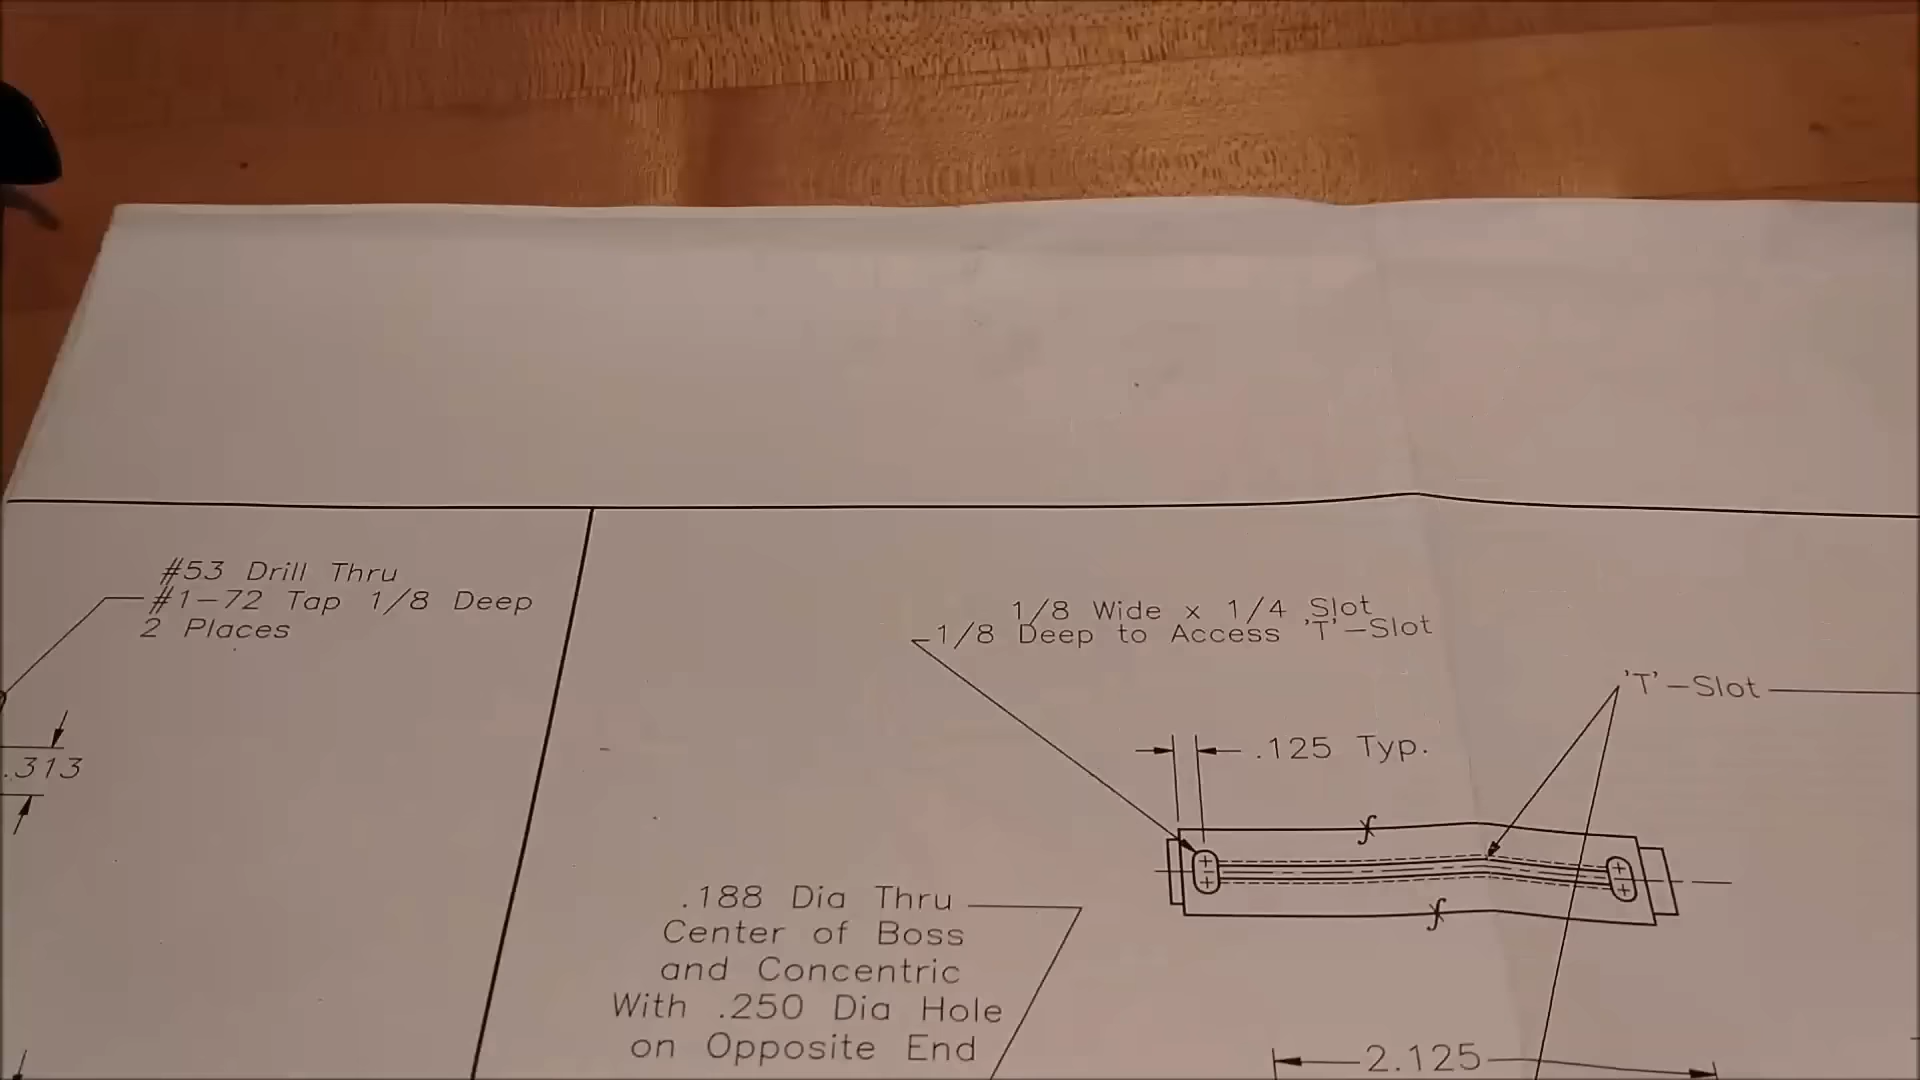 #53 Drill Thru
#1-72 Tap 1/8 Deep
2 Places
.313
1/8 Wide x 1/4 Slot
1/8 Deep to Access 'T'-Slot
'T'-Slot
.125 Typ.
.188 Dia Thru
Center of Boss
and Concentric
With .250 Dia Hole
on Opposite End
2.125